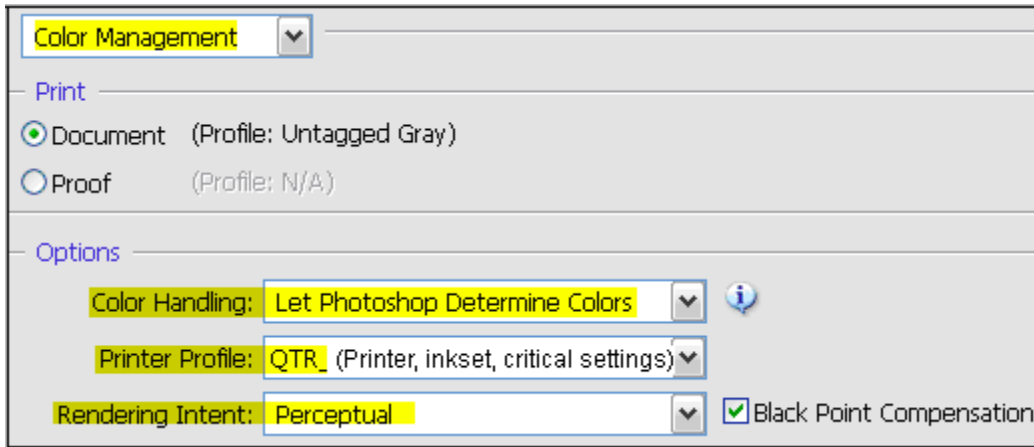 Color Management
Print
Document (Profile: Untagged Gray)
Proof (Profile: N/A)
Options
Color Handling: Let Photoshop Determine Colors
Printer Profile: QTR_ (Printer, inkset, critical settings)
Rendering Intent: Perceptual Black Point Compensation